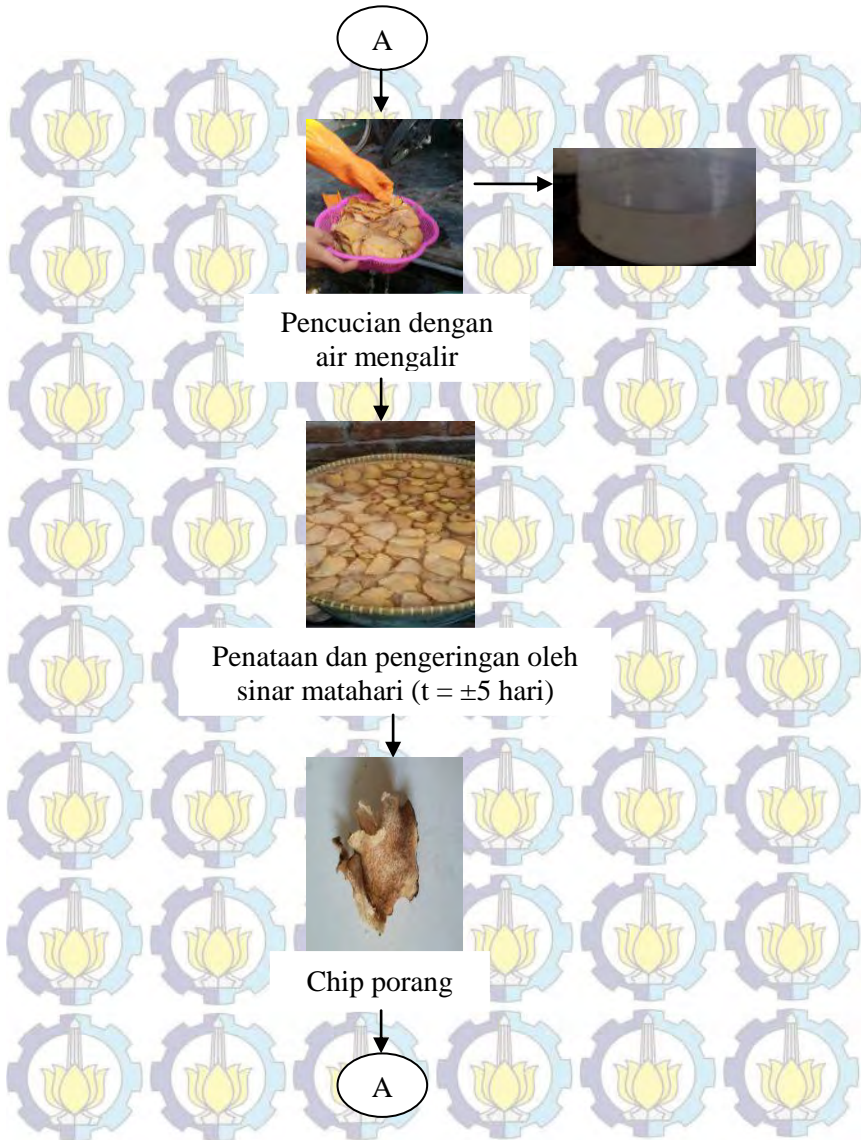 A
Pencucian dengan
air mengalir
Penataan dan pengeringan oleh
sinar matahari (t = ±5 hari)
Chip porang
A